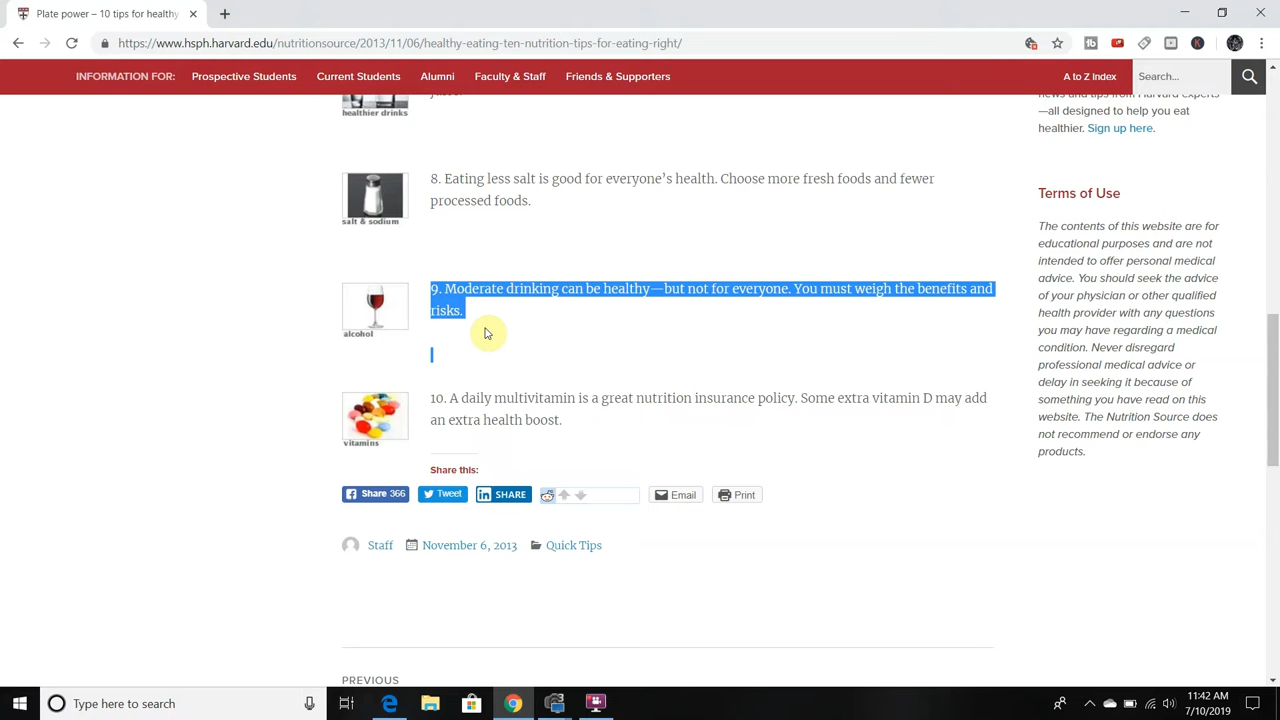 Plate power – 10 tips for healthy
https://www.hsph.harvard.edu/nutritionsource/2013/11/06/healthy-eating-ten-nutrition-tips-for-eating-right/
INFORMATION FOR: Prospective Students Current Students Alumni Faculty & Staff Friends & Supporters A to Z Index Search...
healthier drinks
news and tips from Harvard experts
—all designed to help you eat
healthier. Sign up here.
8. Eating less salt is good for everyone’s health. Choose more fresh foods and fewer
processed foods.
salt & sodium
9. Moderate drinking can be healthy—but not for everyone. You must weigh the benefits and
risks.
alcohol
10. A daily multivitamin is a great nutrition insurance policy. Some extra vitamin D may add
an extra health boost.
vitamins
Share this:
Share 366 Tweet SHARE Email Print
Staff November 6, 2013 Quick Tips
PREVIOUS
Terms of Use
The contents of this website are for
educational purposes and are not
intended to offer personal medical
advice. You should seek the advice
of your physician or other qualified
health provider with any questions
you may have regarding a medical
condition. Never disregard
professional medical advice or
delay in seeking it because of
something you have read on this
website. The Nutrition Source does
not recommend or endorse any
products.
Type here to search
11:42 AM
7/10/2019